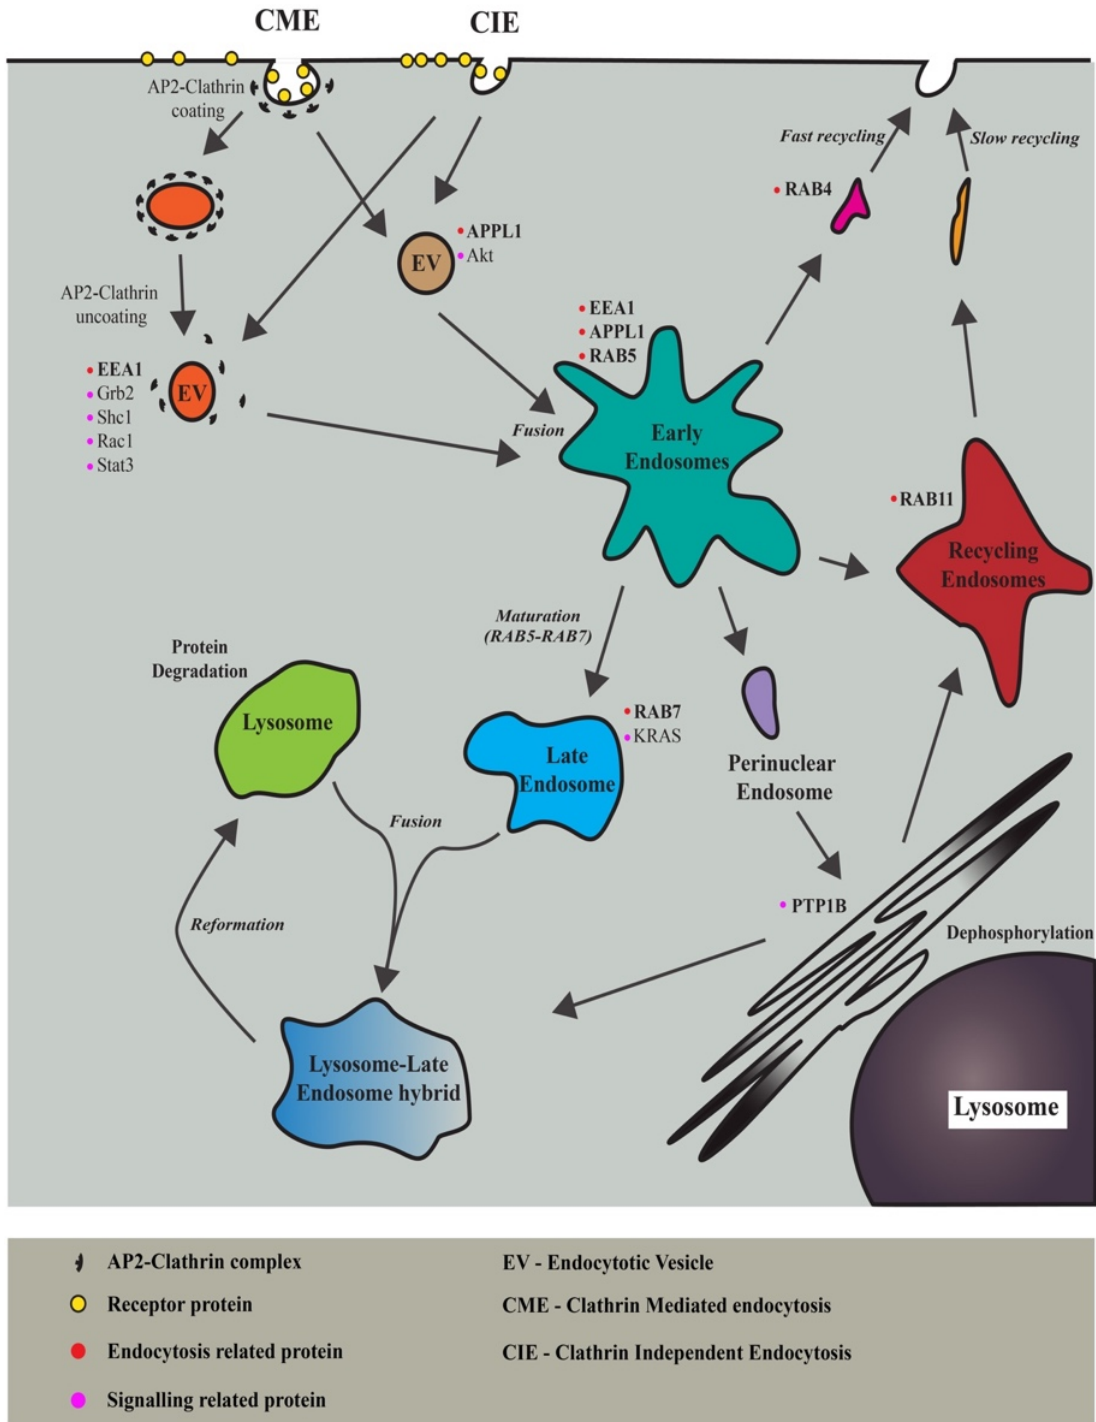 CME
CIE
AP2-Clathrin
coating
Fast recycling
Slow recycling
RAB4
APPL1
Akt
EV
AP2-Clathrin
uncoating
EEA1
APPL1
RAB5
EEA1
Grb2
Shc1
Rac1
Stat3
EV
Fusion
Early
Endosomes
RAB11
Recycling
Endosomes
Maturation
(RAB5-RAB7)
Protein
Degradation
Lysosome
RAB7
KRAS
Late
Endosome
Perinuclear
Endosome
Fusion
PTP1B
Reformation
Dephosphorylation
Lysosome-Late
Endosome hybrid
Lysosome
AP2-Clathrin complex
Receptor protein
Endocytosis related protein
Signalling related protein
EV - Endocytotic Vesicle
CME - Clathrin Mediated endocytosis
CIE - Clathrin Independent Endocytosis